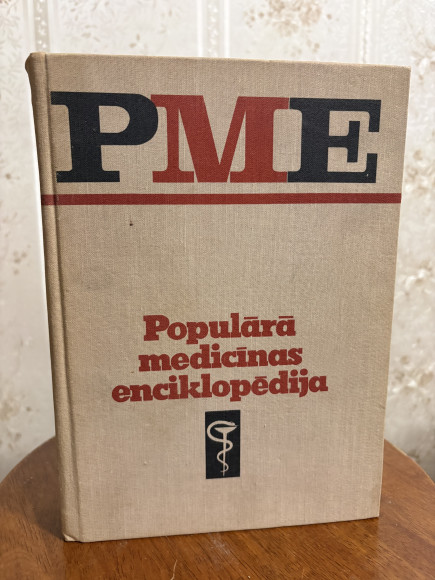 PME
Populārā
medicīnas
enciklopēdija